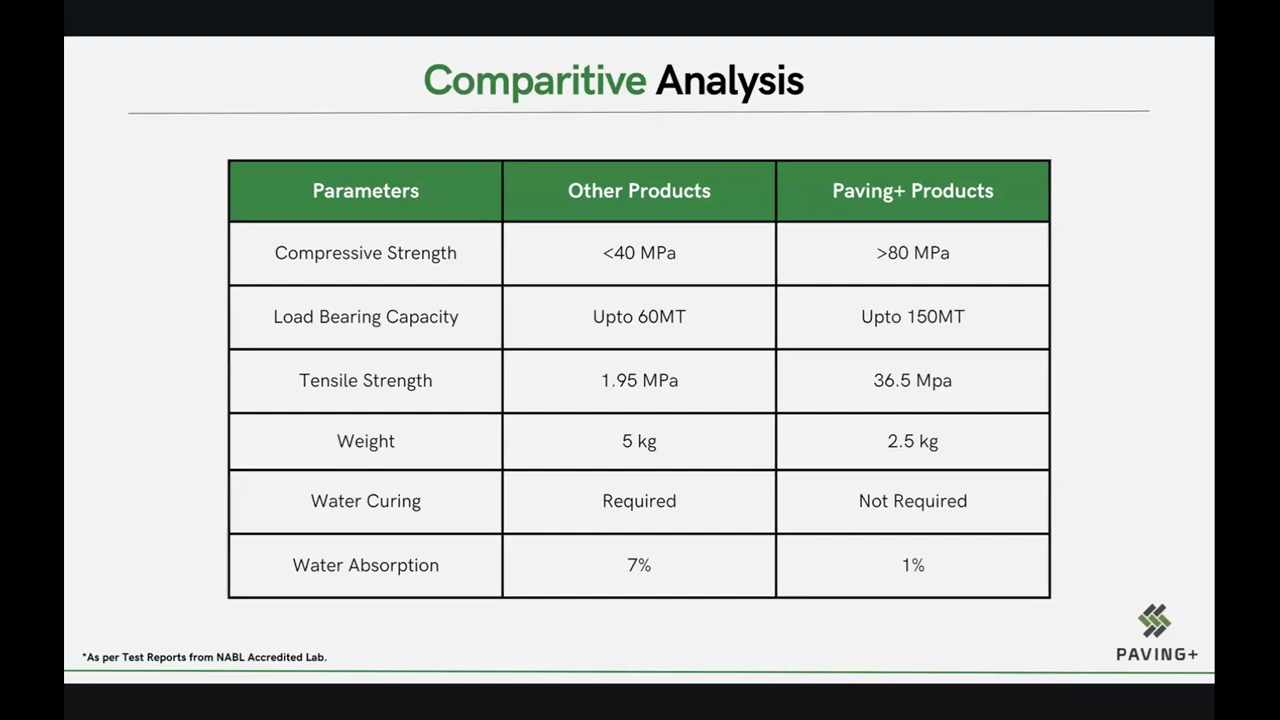 Comparitive Analysis
Parameters Other Products Paving+ Products
Compressive Strength <40 MPa >80 MPa
Load Bearing Capacity Upto 60MT Upto 150MT
Tensile Strength 1.95 MPa 36.5 Mpa
Weight 5 kg 2.5 kg
Water Curing Required Not Required
Water Absorption 7% 1%
*As per Test Reports from NABL Accredited Lab.
PAVING+